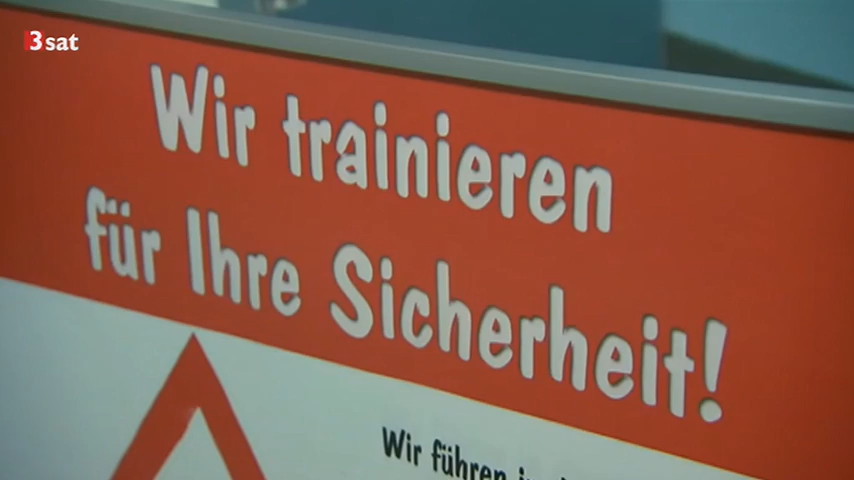 3sat
Wir trainieren
für Ihre Sicherheit!
Wir führen